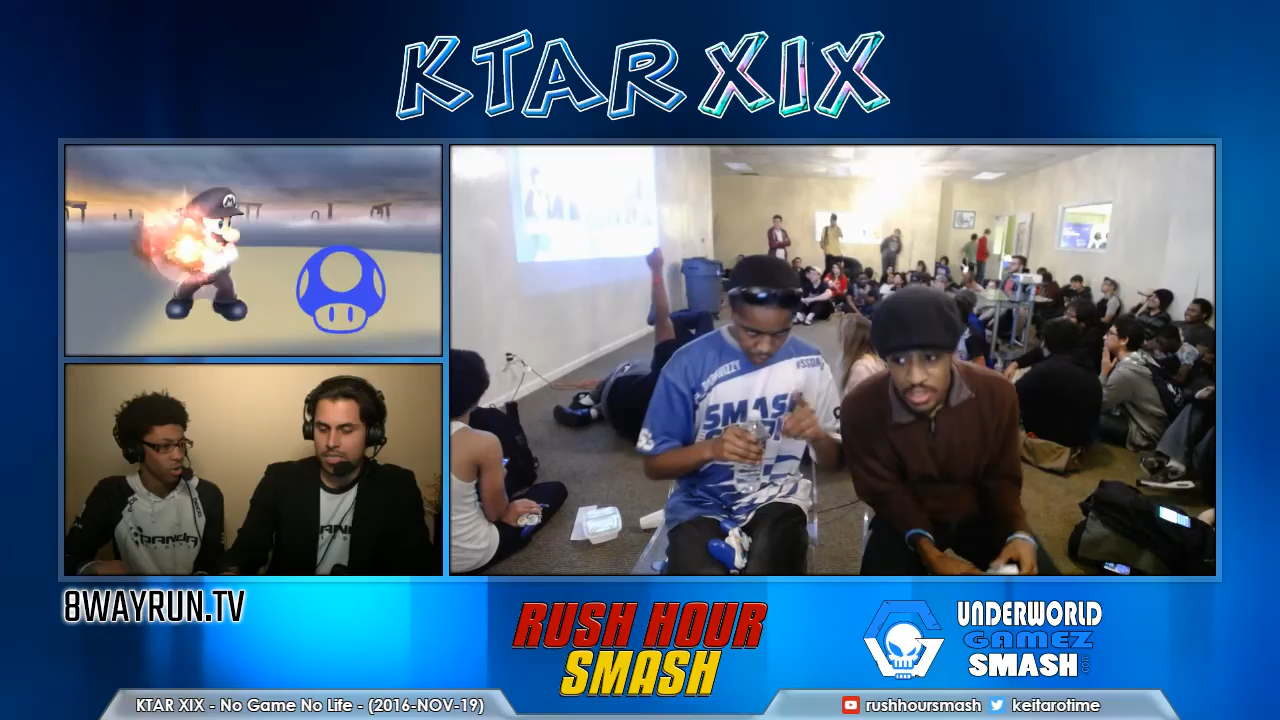 KTAR XIX
M
SMASH
8WAYRUN.TV
RUSH HOUR
SMASH
UNDERWORLD
GAMEZ
.com
SMASH
KTAR XIX - No Game No Life - (2016-NOV-19)
rushhoursmash
keitarotime